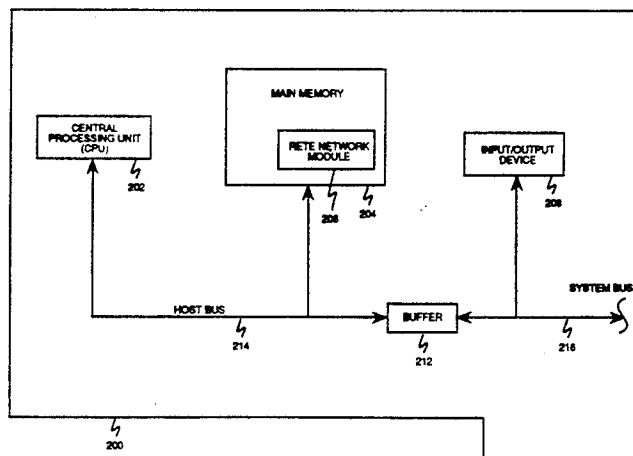 MAIN MEMORY
CENTRAL
PROCESSING UNIT
(CPU)
202
RETE NETWORK
MODULE
206
204
INPUT/OUTPUT
DEVICE
208
SYSTEM BUS
HOST BUS
214
BUFFER
212
216
200